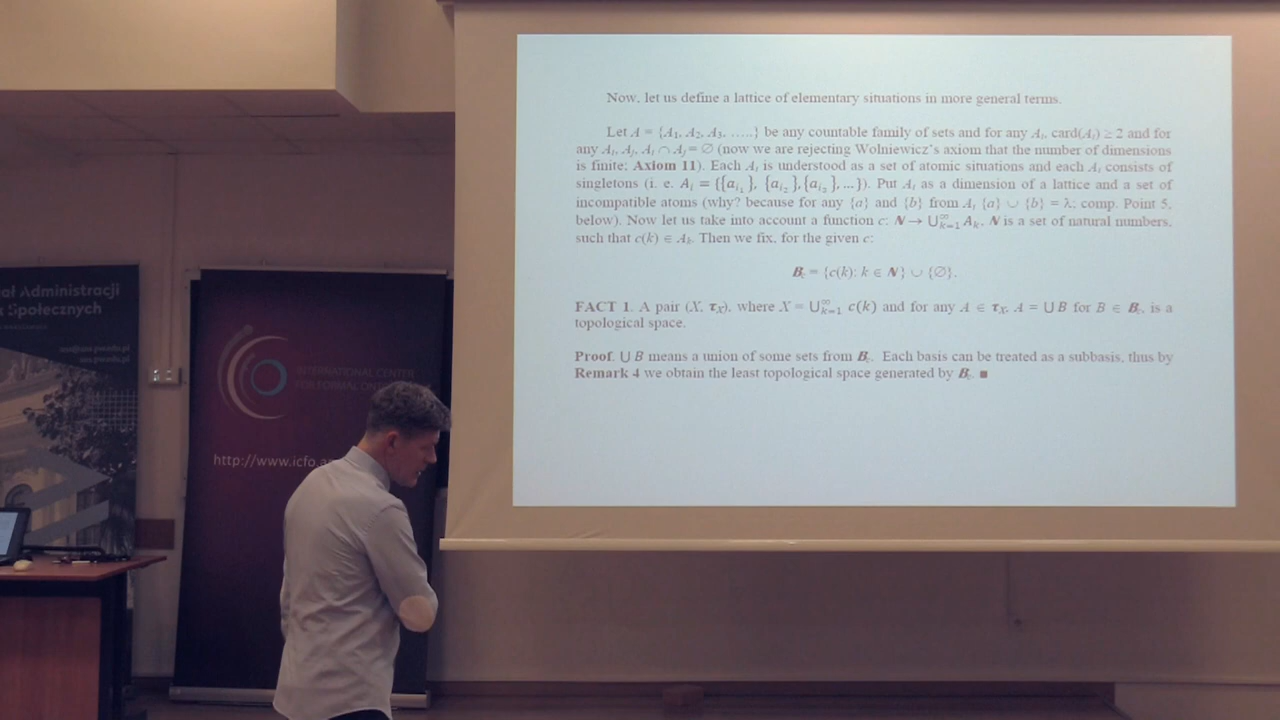 Now, let us define a lattice of elementary situations in more general terms.
Let A = {A₁, A₂, A₃, …..} be any countable family of sets and for any Aᵢ, card(Aᵢ) ≥ 2 and for
any Aᵢ, Aⱼ, Aᵢ ∩ Aⱼ = ∅ (now we are rejecting Wolniewicz's axiom that the number of dimensions
is finite: Axiom 11). Each Aᵢ is understood as a set of atomic situations and each Aᵢ consists of
singletons (i. e. Aᵢ = {{aᵢ₁}, {aᵢ₂},{aᵢ₃}, …}). Put Aᵢ as a dimension of a lattice and a set of
incompatible atoms (why? because for any {a} and {b} from Aᵢ {a} ∪ {b} = λ; comp. Point 5,
below). Now let us take into account a function c: N → ⋃ₖ₌₁^∞ Aₖ, N is a set of natural numbers,
such that c(k) ∈ Aₖ. Then we fix, for the given c:
B꜀ = {c(k): k ∈ N} ∪ {∅}.
FACT 1. A pair (X, τₓ), where X = ⋃ₖ₌₁^∞ c(k) and for any A ∈ τₓ, A = ⋃ B for B ∈ B꜀, is a
topological space.
Proof. ⋃ B means a union of some sets from B꜀. Each basis can be treated as a subbasis, thus by
Remark 4 we obtain the least topological space generated by B꜀. ■
ał Administracji
Społecznych
INTERNATIONAL CENTER
FOR FORMAL ON
http://www.icfo.a